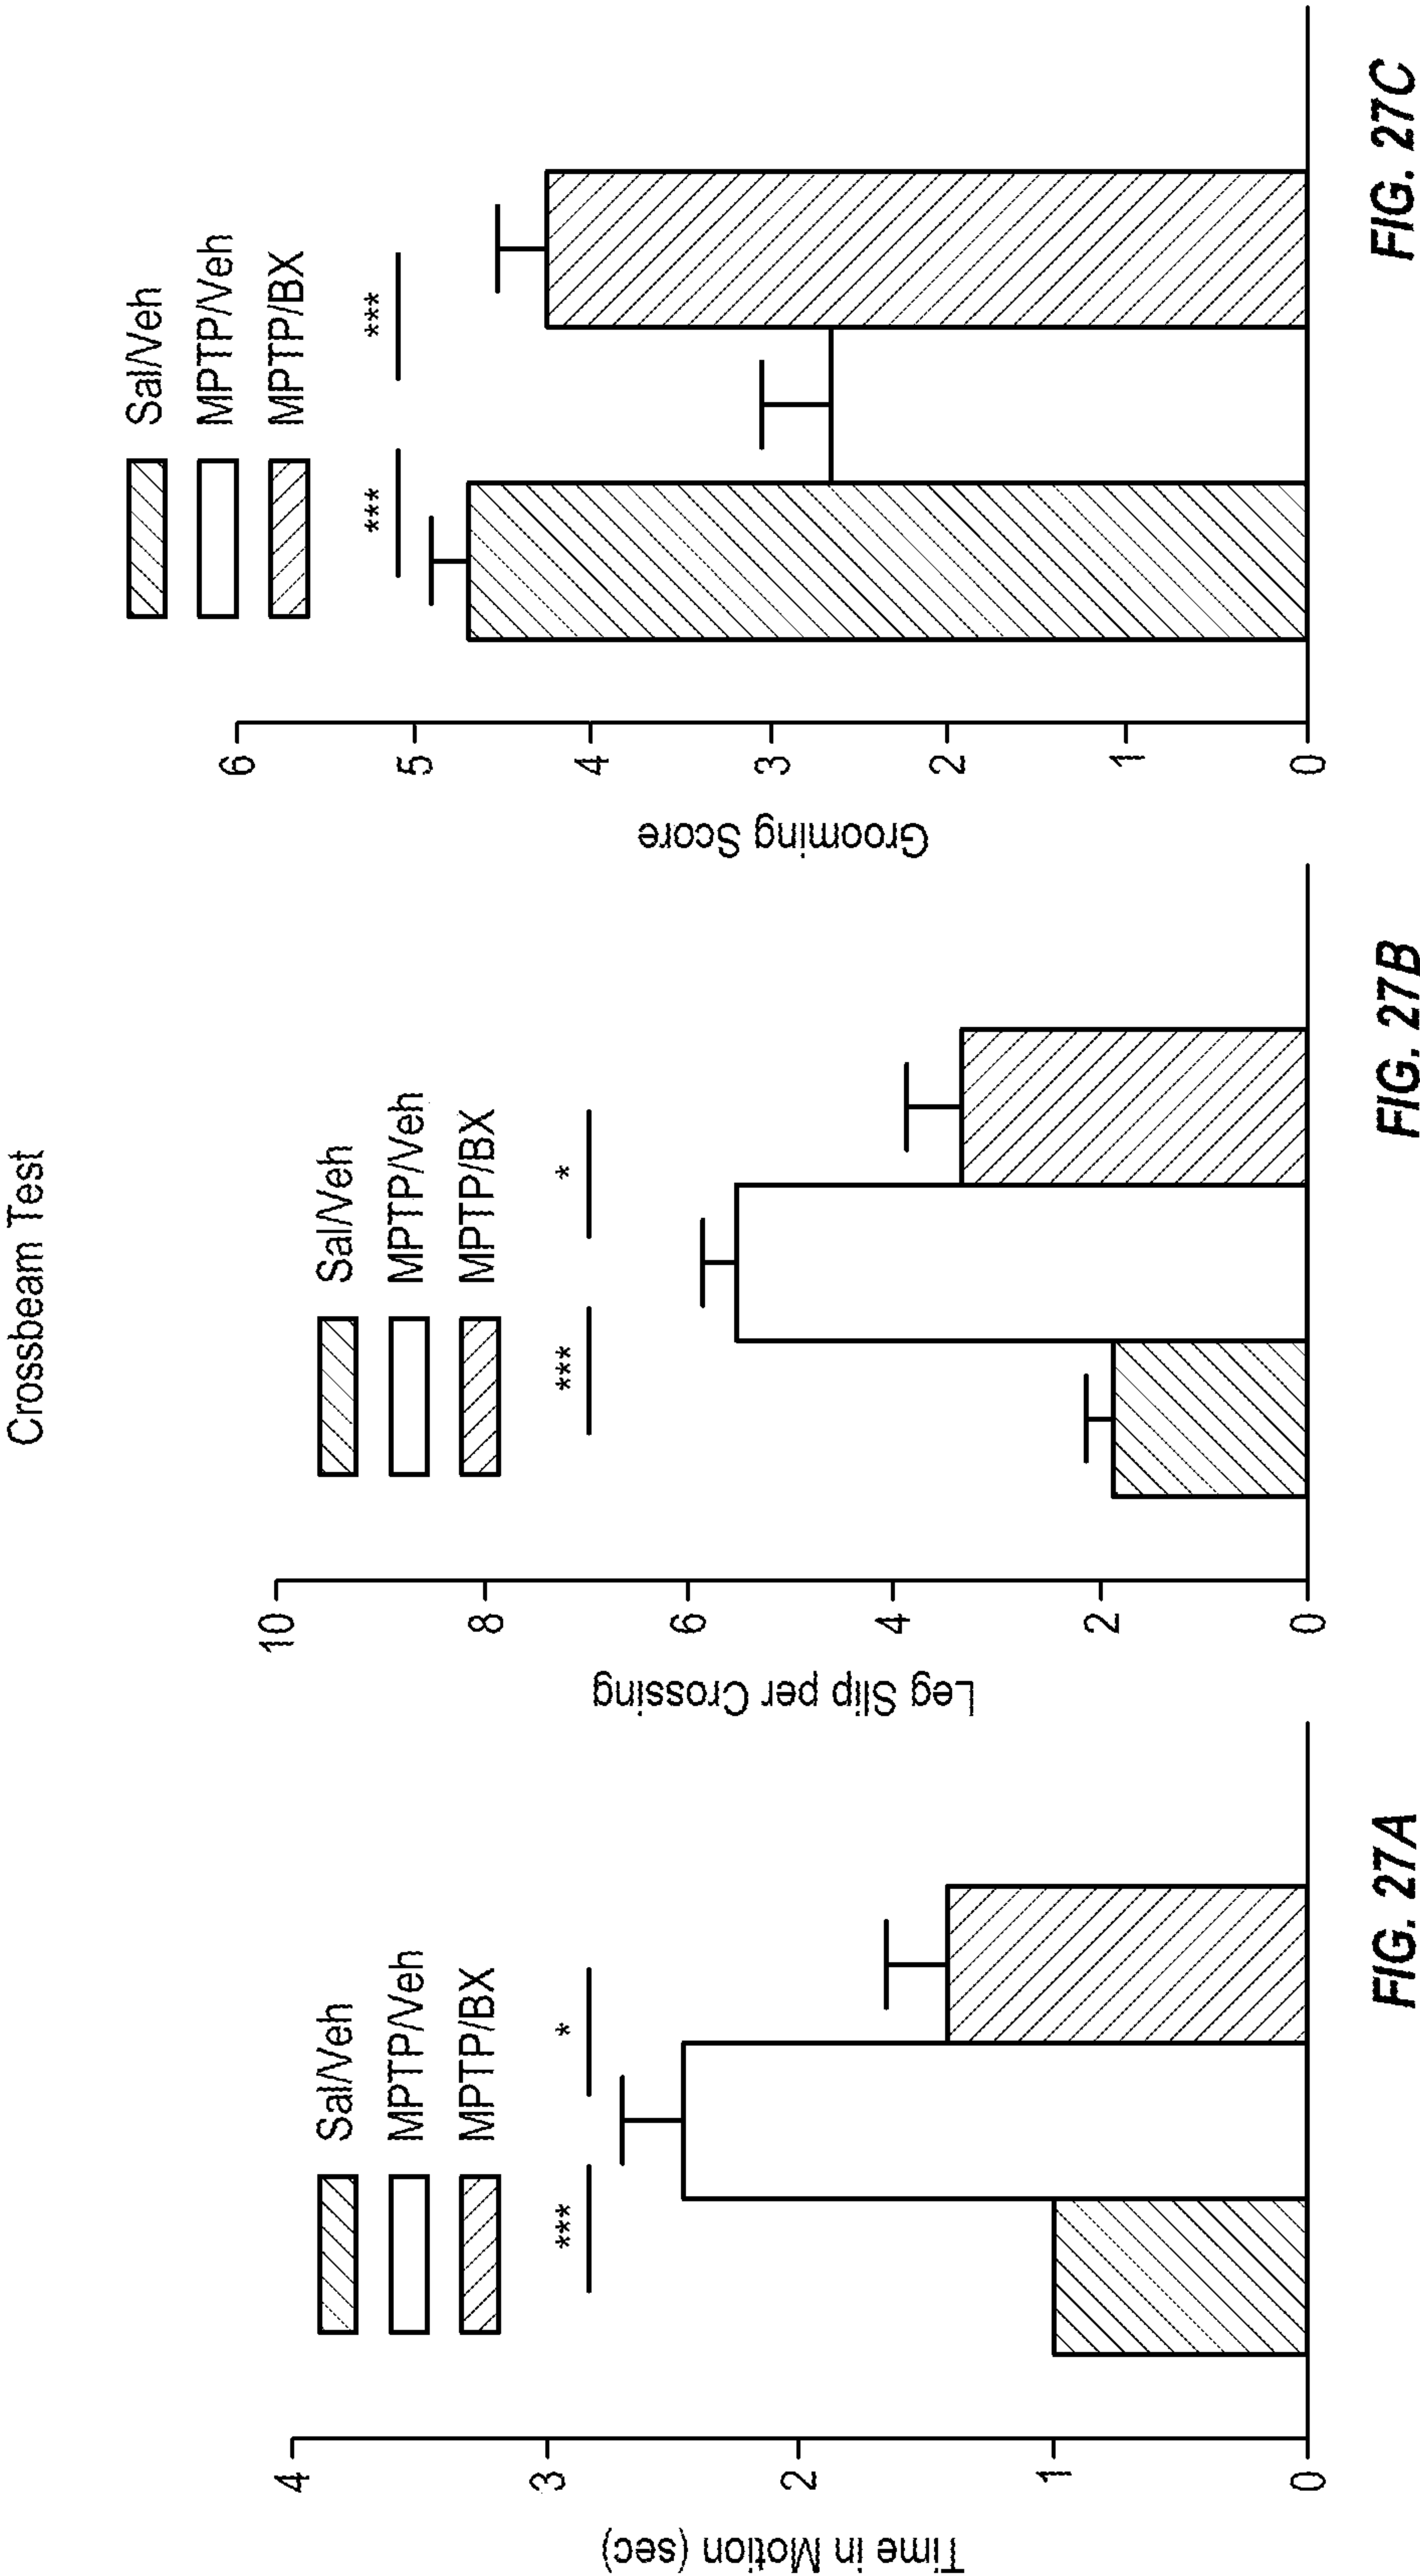 Crossbeam Test
Time in Motion (sec)
4
3
2
1
0
Sal/Veh
MPTP/Veh
MPTP/BX
***
*
FIG. 27A
Leg Slip per Crossing
10
8
6
4
2
0
Sal/Veh
MPTP/Veh
MPTP/BX
***
*
FIG. 27B
Grooming Score
6
5
4
3
2
1
0
Sal/Veh
MPTP/Veh
MPTP/BX
***
***
FIG. 27C